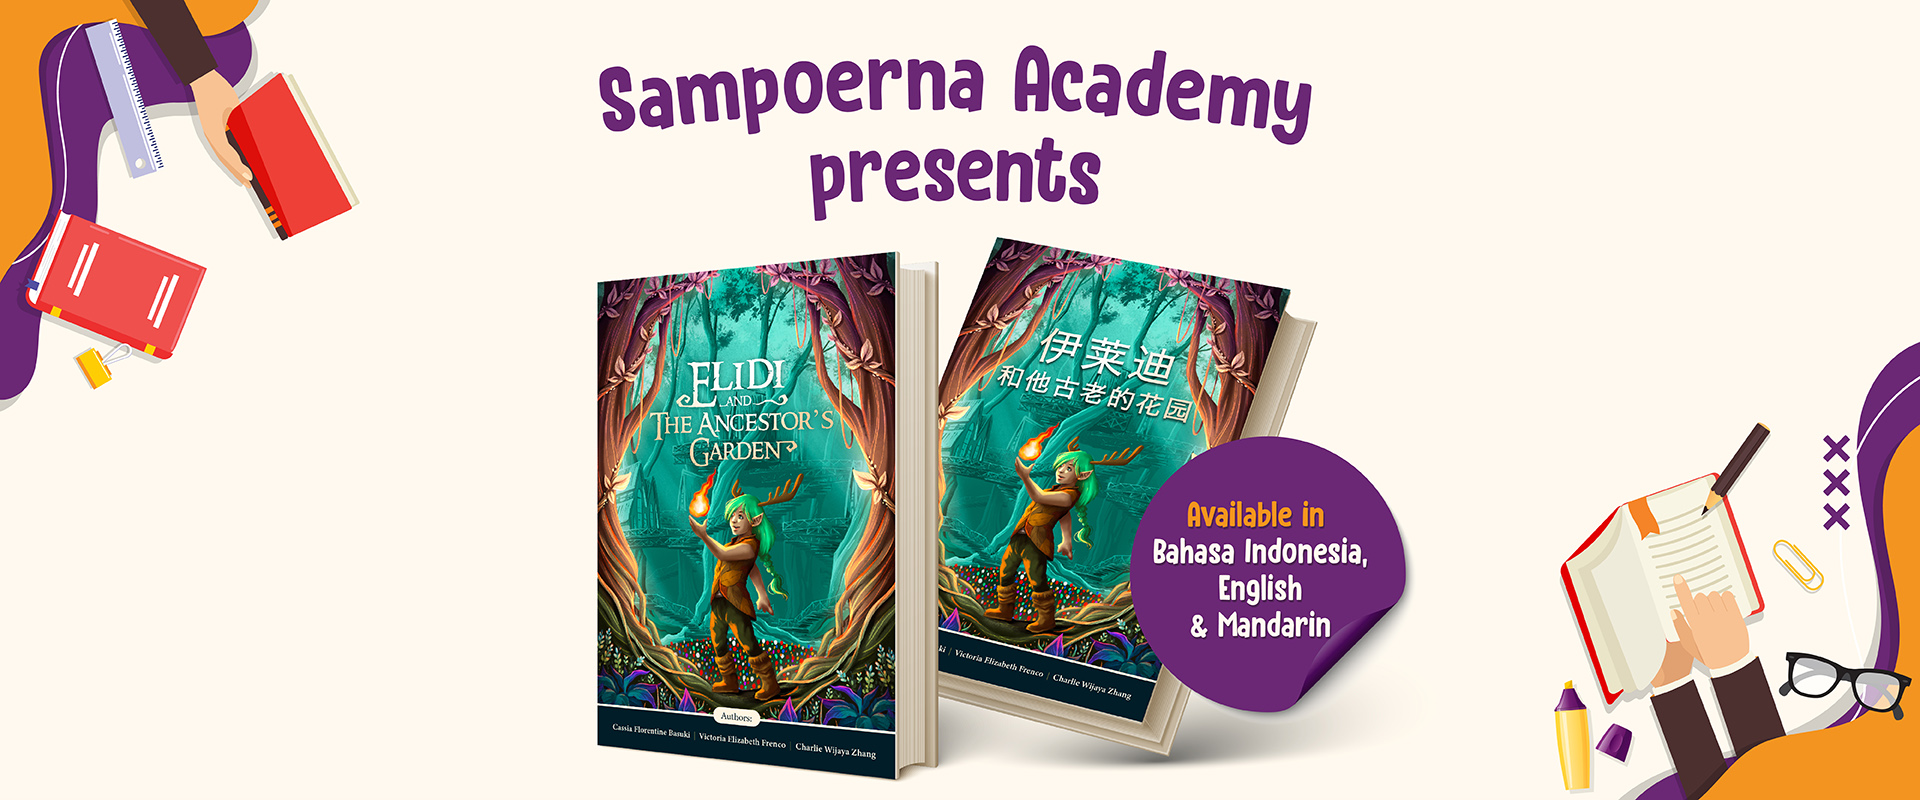 Sampoerna Academy
presents
ELIDI
AND
THE ANCESTOR'S
GARDEN
Authors:
Cassia Florentine Basuki | Victoria Elizabeth Frenco | Charlie Wijaya Zhang
伊莱迪
和他古老的花园
ki | Victoria Elizabeth Frenco | Charlie Wijaya Zhang
Available in
Bahasa Indonesia,
English
& Mandarin